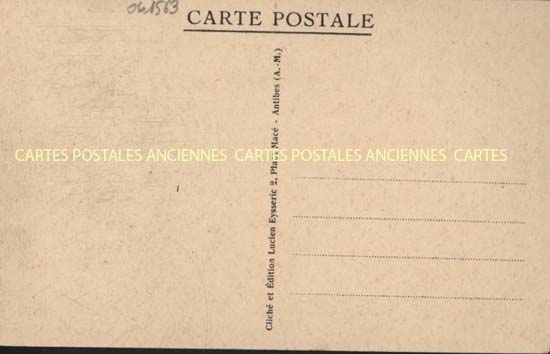 061563
CARTE POSTALE
Cliché et Édition Lucien Eysseric 2, Place Macé - Antibes (A.-M.)
CARTES POSTALES ANCIENNES CARTES POSTALES ANCIENNES CARTES